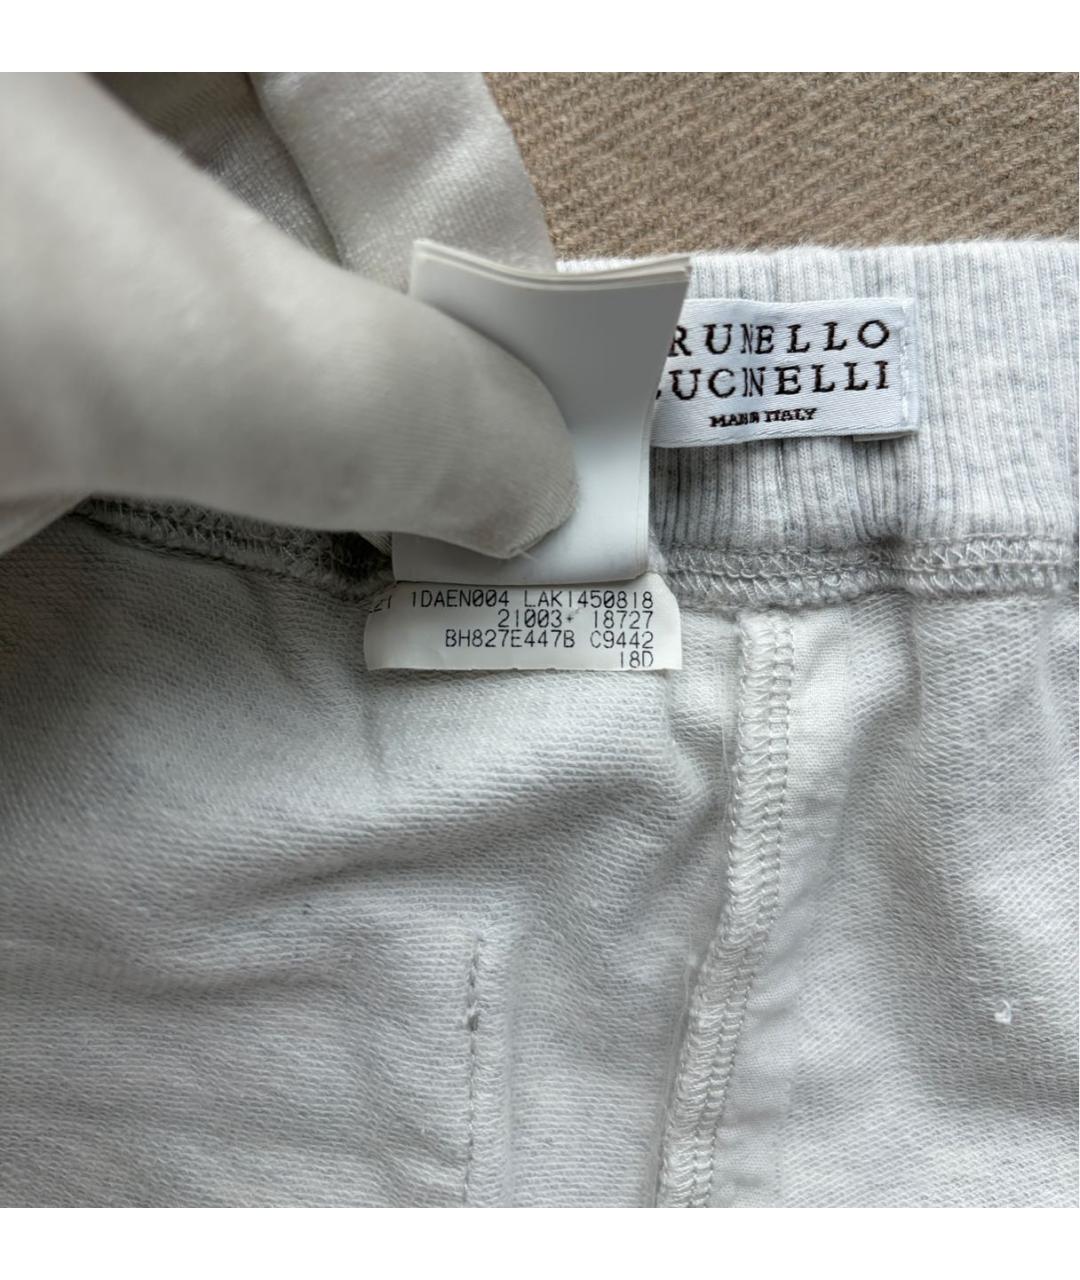 RUNELLO
UCINELLI
MADE IN ITALY
1DAEN004 LAK1450818
21003+ 18727
BH827E447B C9442
18D